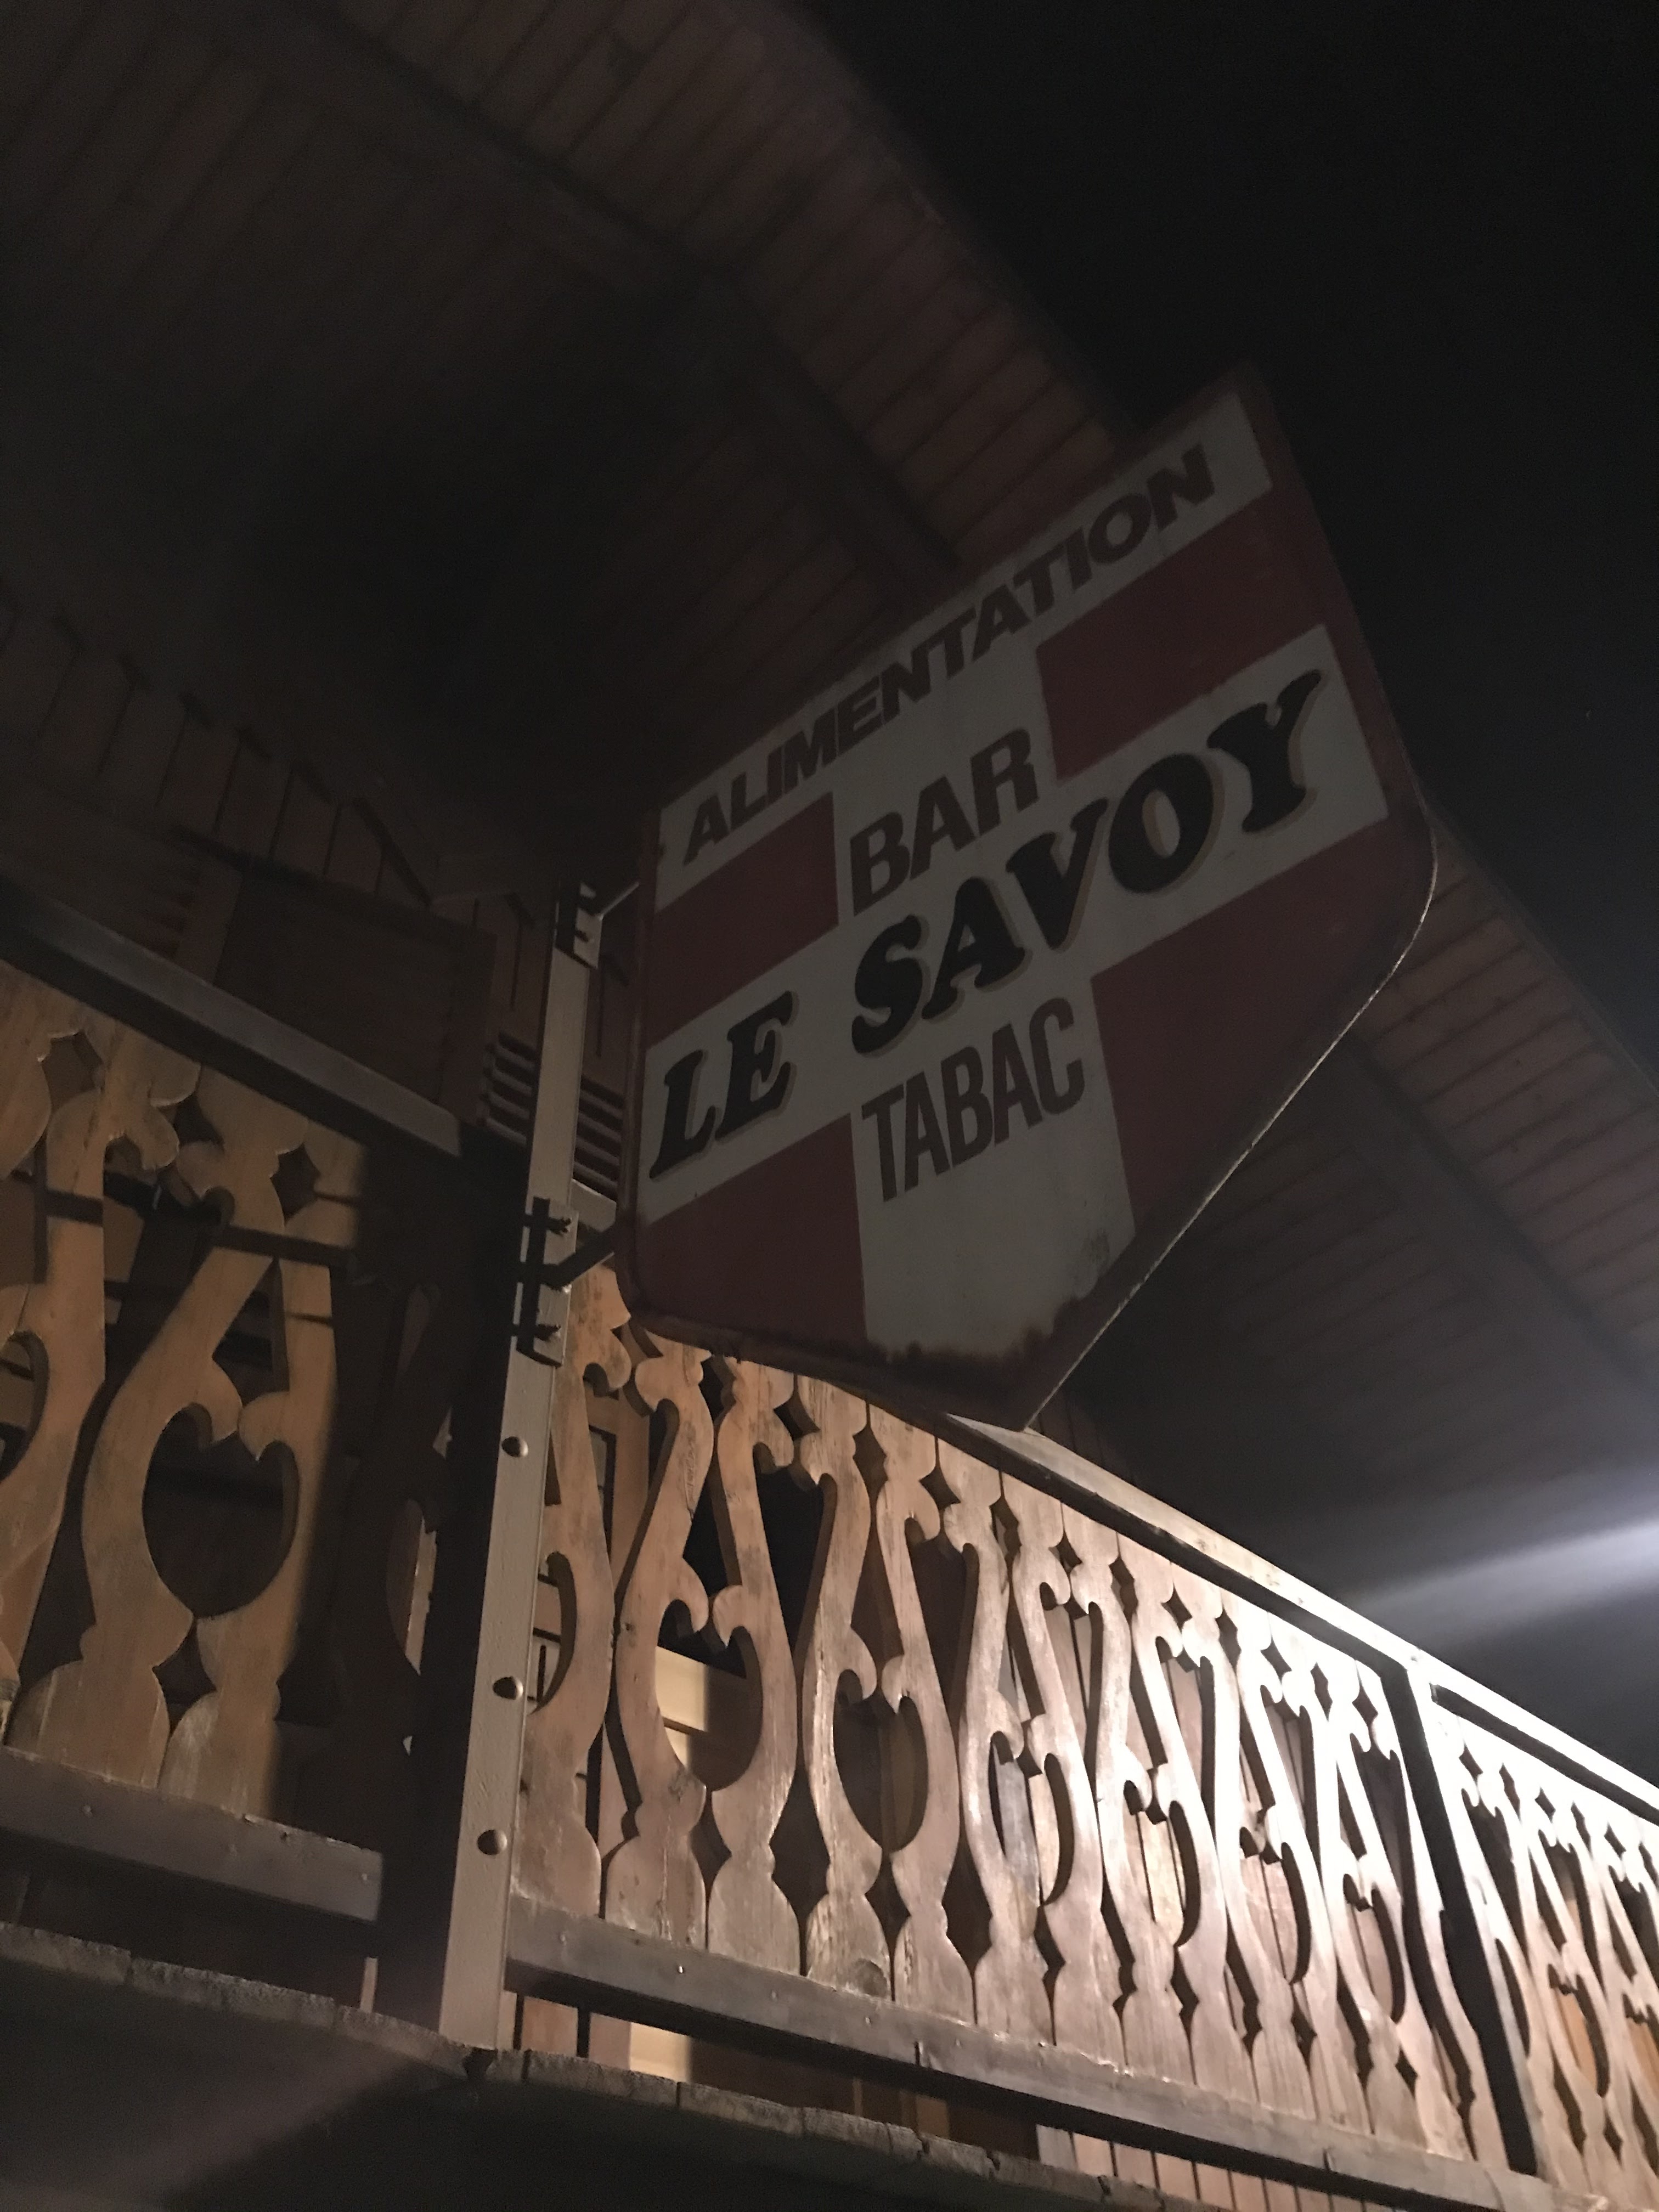 ALIMENTATION
BAR
LE SAVOY
TABAC